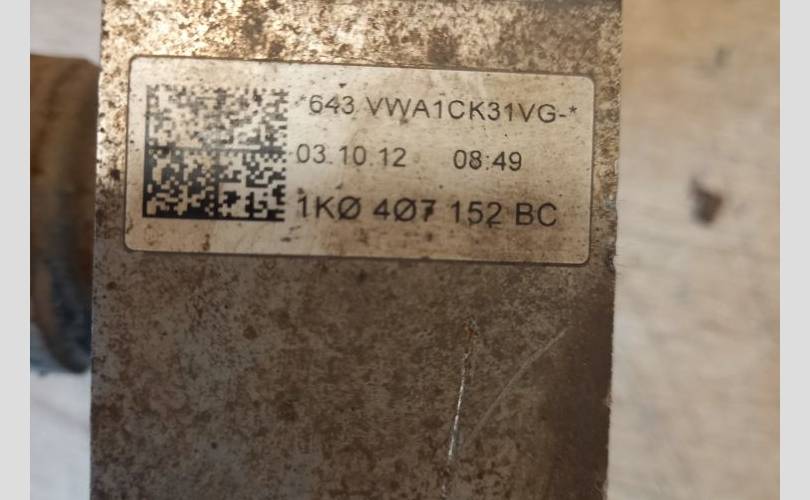 *643 VWA1CK31VG-*
03.10.12 08:49
1KØ 4Ø7 152 BC